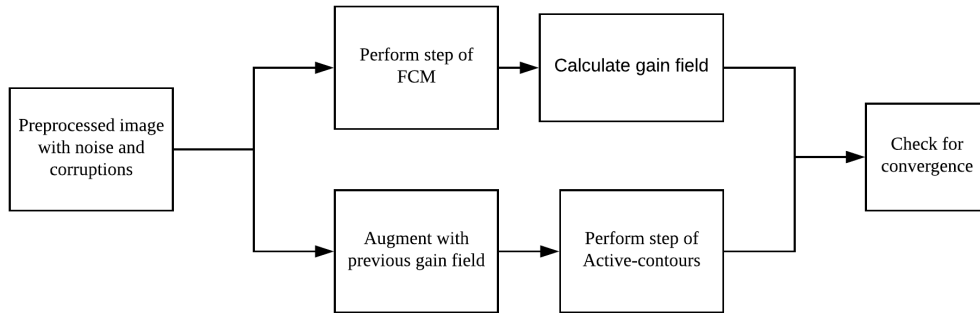 Preprocessed image
with noise and
corruptions
Perform step of
FCM
Calculate gain field
Augment with
previous gain field
Perform step of
Active-contours
Check for
convergence